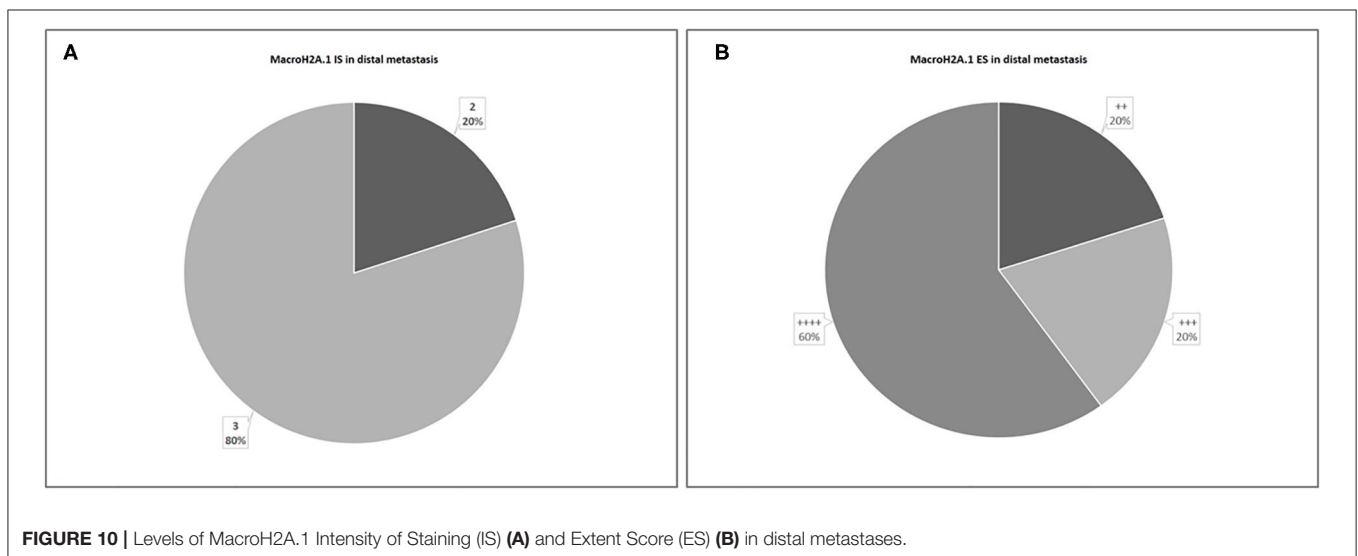 A
MacroH2A.1 IS in distal metastasis
2
20%
3
80%
B
MacroH2A.1 ES in distal metastasis
++
20%
+++
20%
++++
60%
FIGURE 10 | Levels of MacroH2A.1 Intensity of Staining (IS) (A) and Extent Score (ES) (B) in distal metastases.